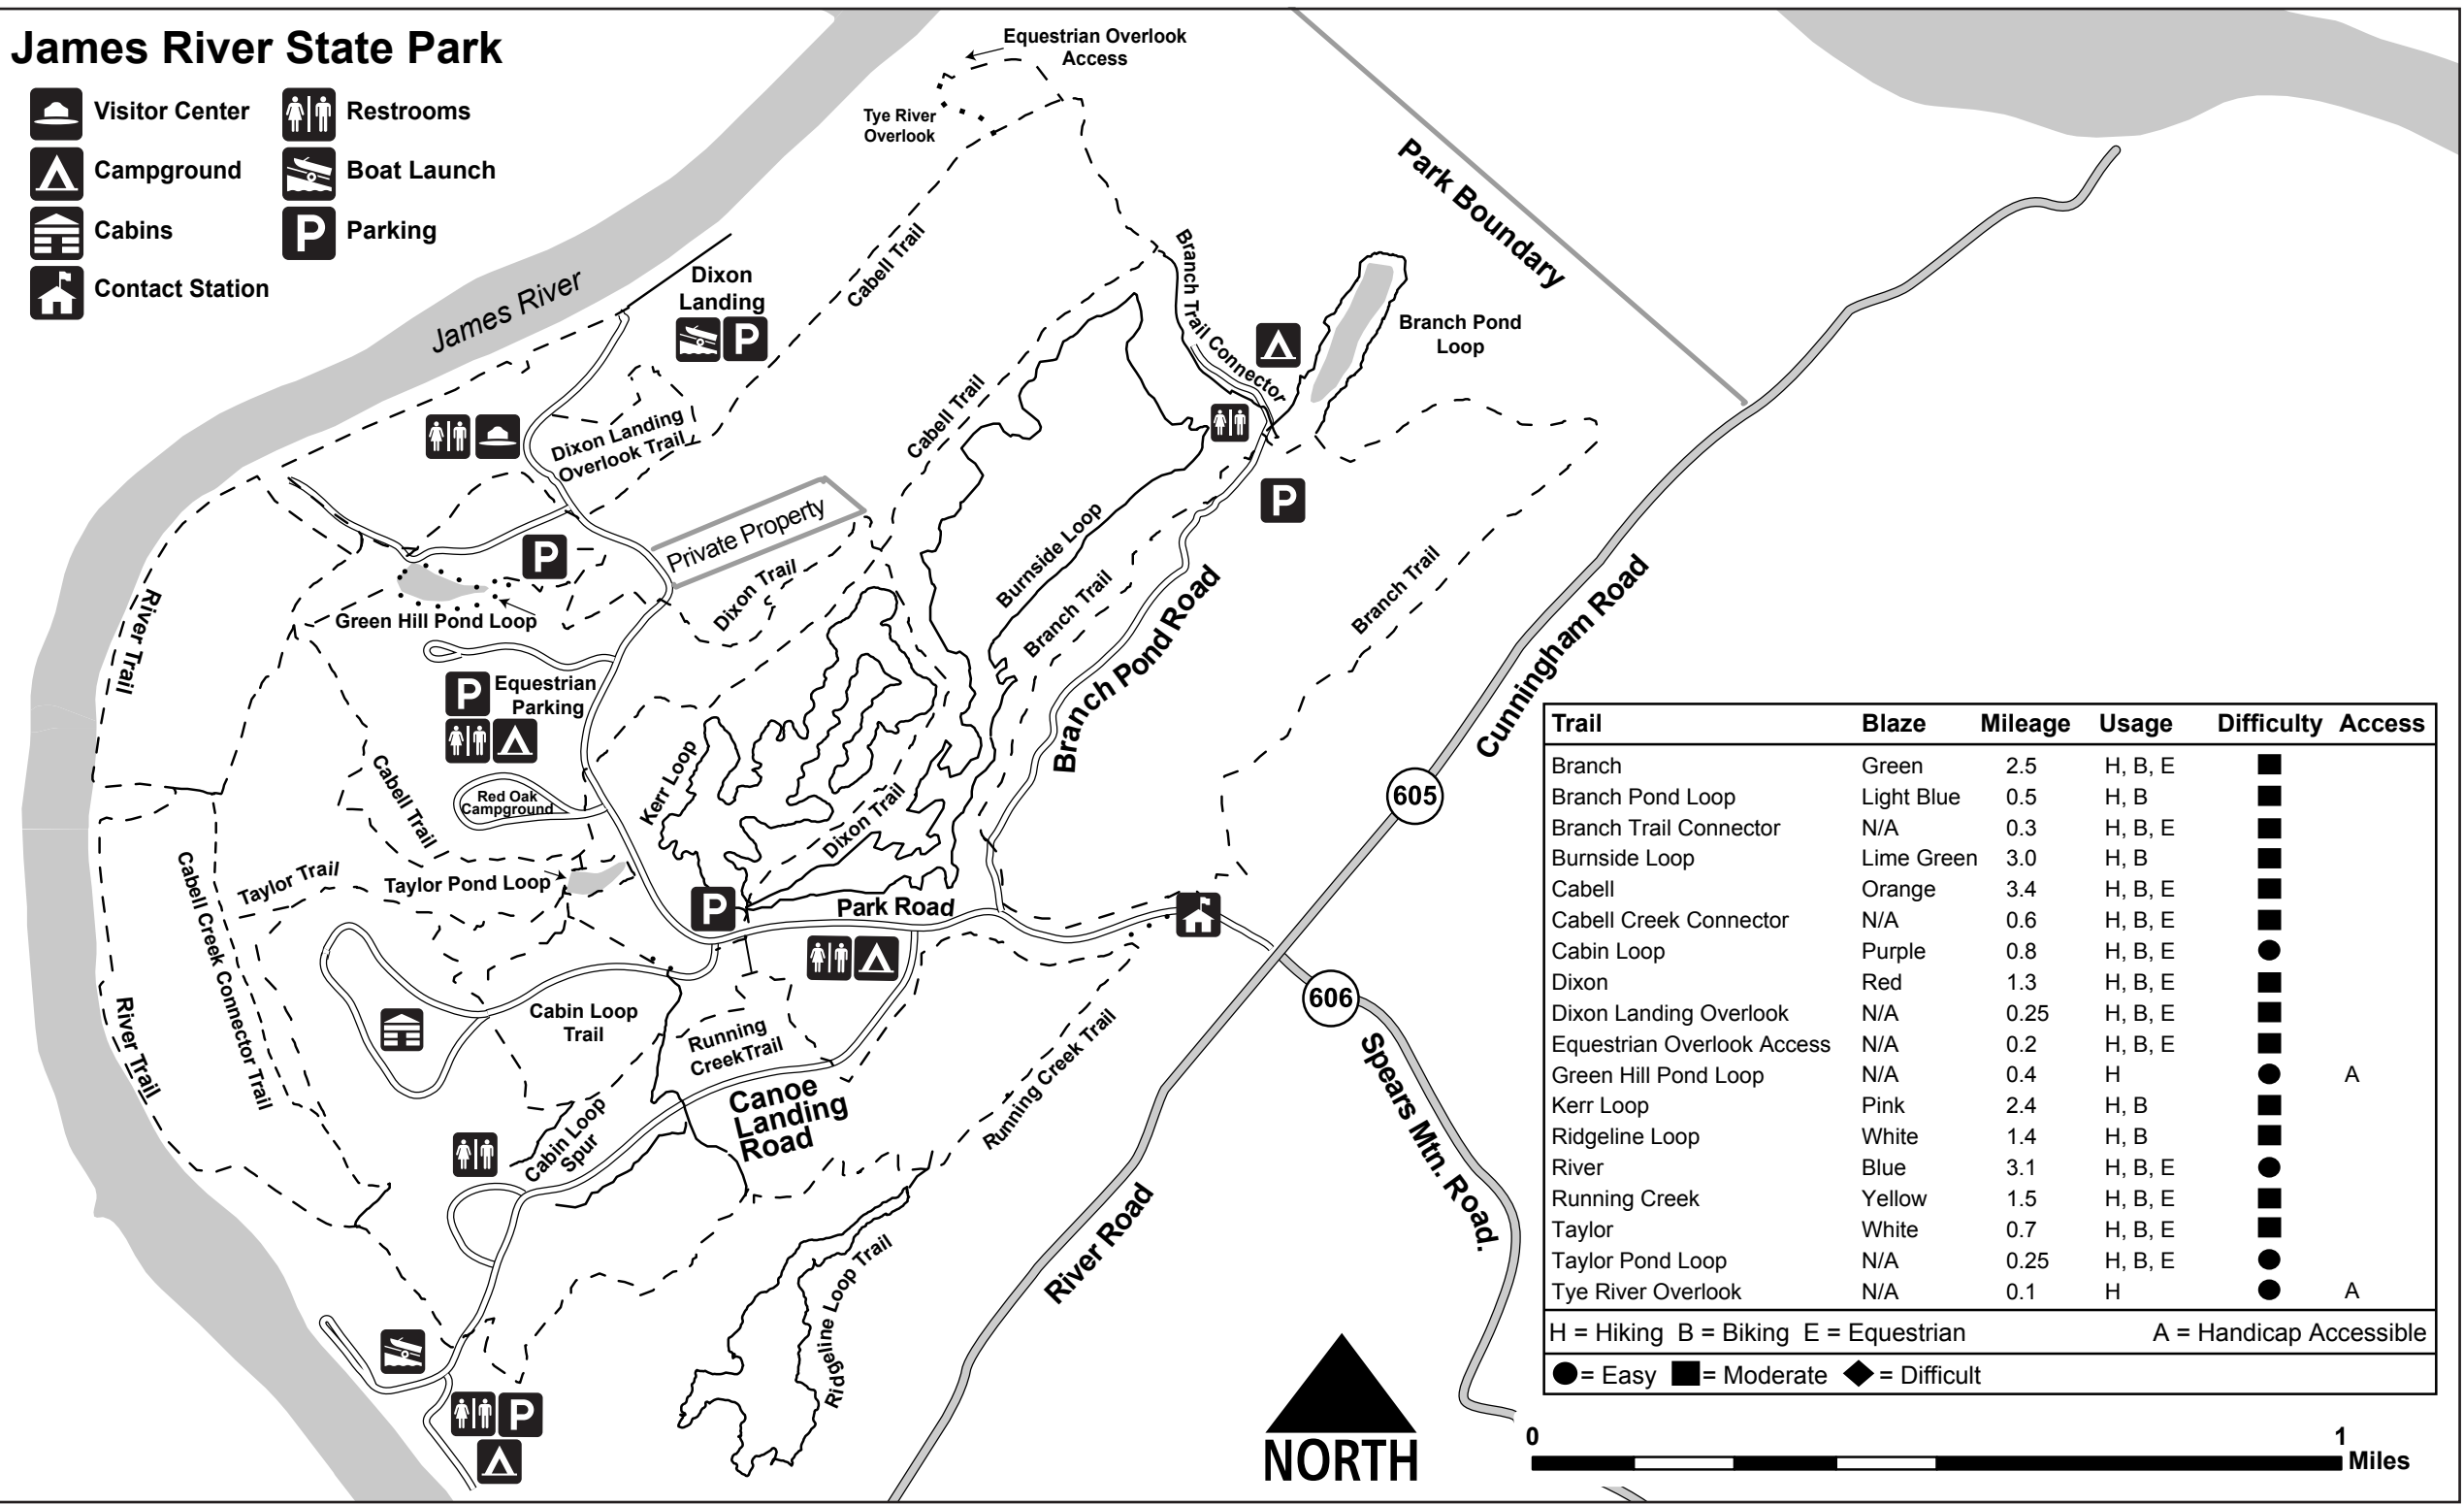 James River State Park
Visitor Center
Restrooms
Campground
Boat Launch
Cabins
P
Parking
Contact Station
Equestrian Overlook
Access
Tye River
Overlook
Park Boundary
James River
Dixon
Landing
P
Cabell Trail
Branch Trail Connector
Branch Pond
Loop
Cabell Trail
Dixon Landing
Overlook Trail
P
Private Property
P
Dixon Trail
Burnside Loop
Branch Trail
Branch Trail
Branch Pond Road
Cunningham Road
River Trail
Green Hill Pond Loop
P
Equestrian
Parking
Cabell Trail
Kerr Loop
Red Oak
Campground
Dixon Trail
605
Cabell Creek Connector Trail
Taylor Trail
Taylor Pond Loop
P
Park Road
606
River Trail
Cabin Loop
Trail
Running
CreekTrail
Running Creek Trail
Canoe
Landing
Road
Cabin Loop
Spur
Spears Mtn. Road.
River Road
Ridgeline Loop Trail
P
Trail Blaze Mileage Usage Difficulty Access
Branch Green 2.5 H, B, E
Branch Pond Loop Light Blue 0.5 H, B
Branch Trail Connector N/A 0.3 H, B, E
Burnside Loop Lime Green 3.0 H, B
Cabell Orange 3.4 H, B, E
Cabell Creek Connector N/A 0.6 H, B, E
Cabin Loop Purple 0.8 H, B, E
Dixon Red 1.3 H, B, E
Dixon Landing Overlook N/A 0.25 H, B, E
Equestrian Overlook Access N/A 0.2 H, B, E
Green Hill Pond Loop N/A 0.4 H A
Kerr Loop Pink 2.4 H, B
Ridgeline Loop White 1.4 H, B
River Blue 3.1 H, B, E
Running Creek Yellow 1.5 H, B, E
Taylor White 0.7 H, B, E
Taylor Pond Loop N/A 0.25 H, B, E
Tye River Overlook N/A 0.1 H A
H = Hiking B = Biking E = Equestrian A = Handicap Accessible
= Easy = Moderate = Difficult
NORTH
0 1
Miles